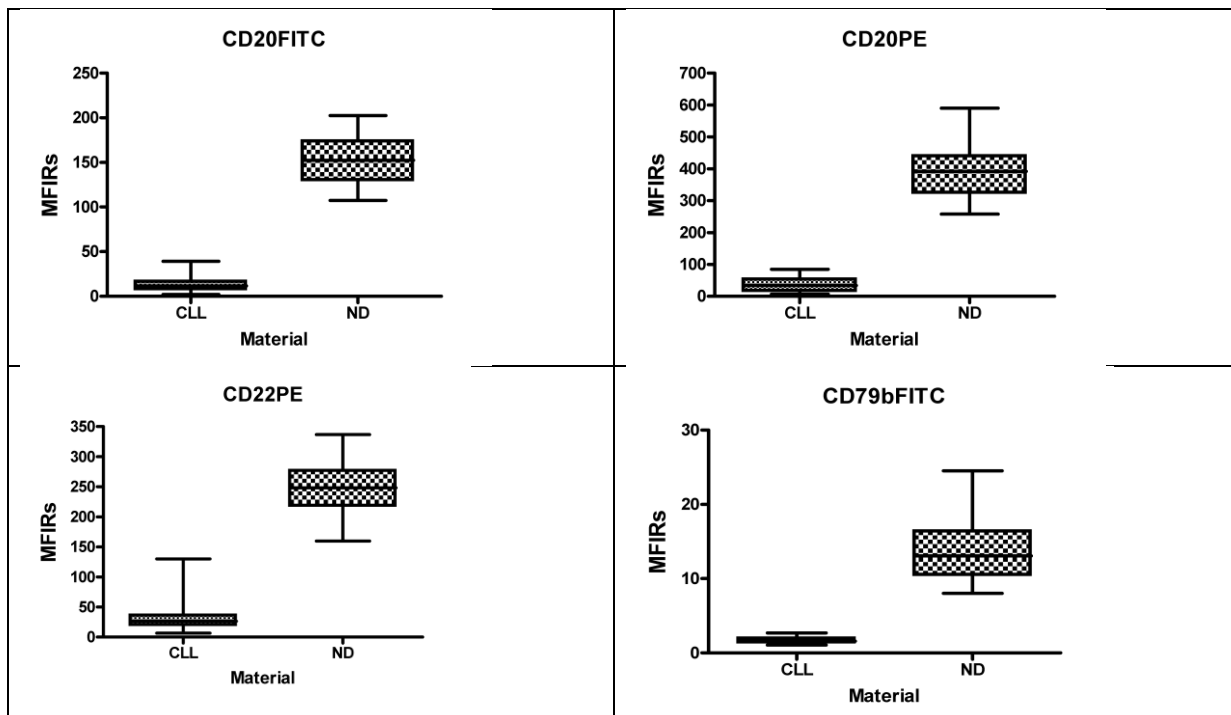 CD20FITC
250
200
150
100
50
0
MFIRs
CLL
ND
Material
CD20PE
700
600
500
400
300
200
100
0
MFIRs
CLL
ND
Material
CD22PE
350
300
250
200
150
100
50
0
MFIRs
CLL
ND
Material
CD79bFITC
30
20
10
0
MFIRs
CLL
ND
Material